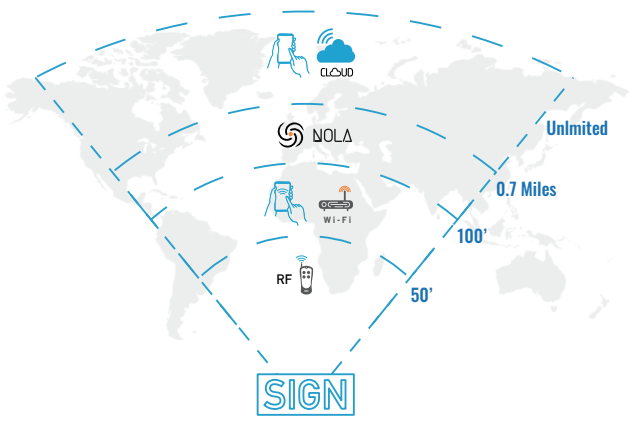 CLOUD
Unlmited
NOLA
0.7 Miles
Wi-Fi
100’
RF
50’
SIGN